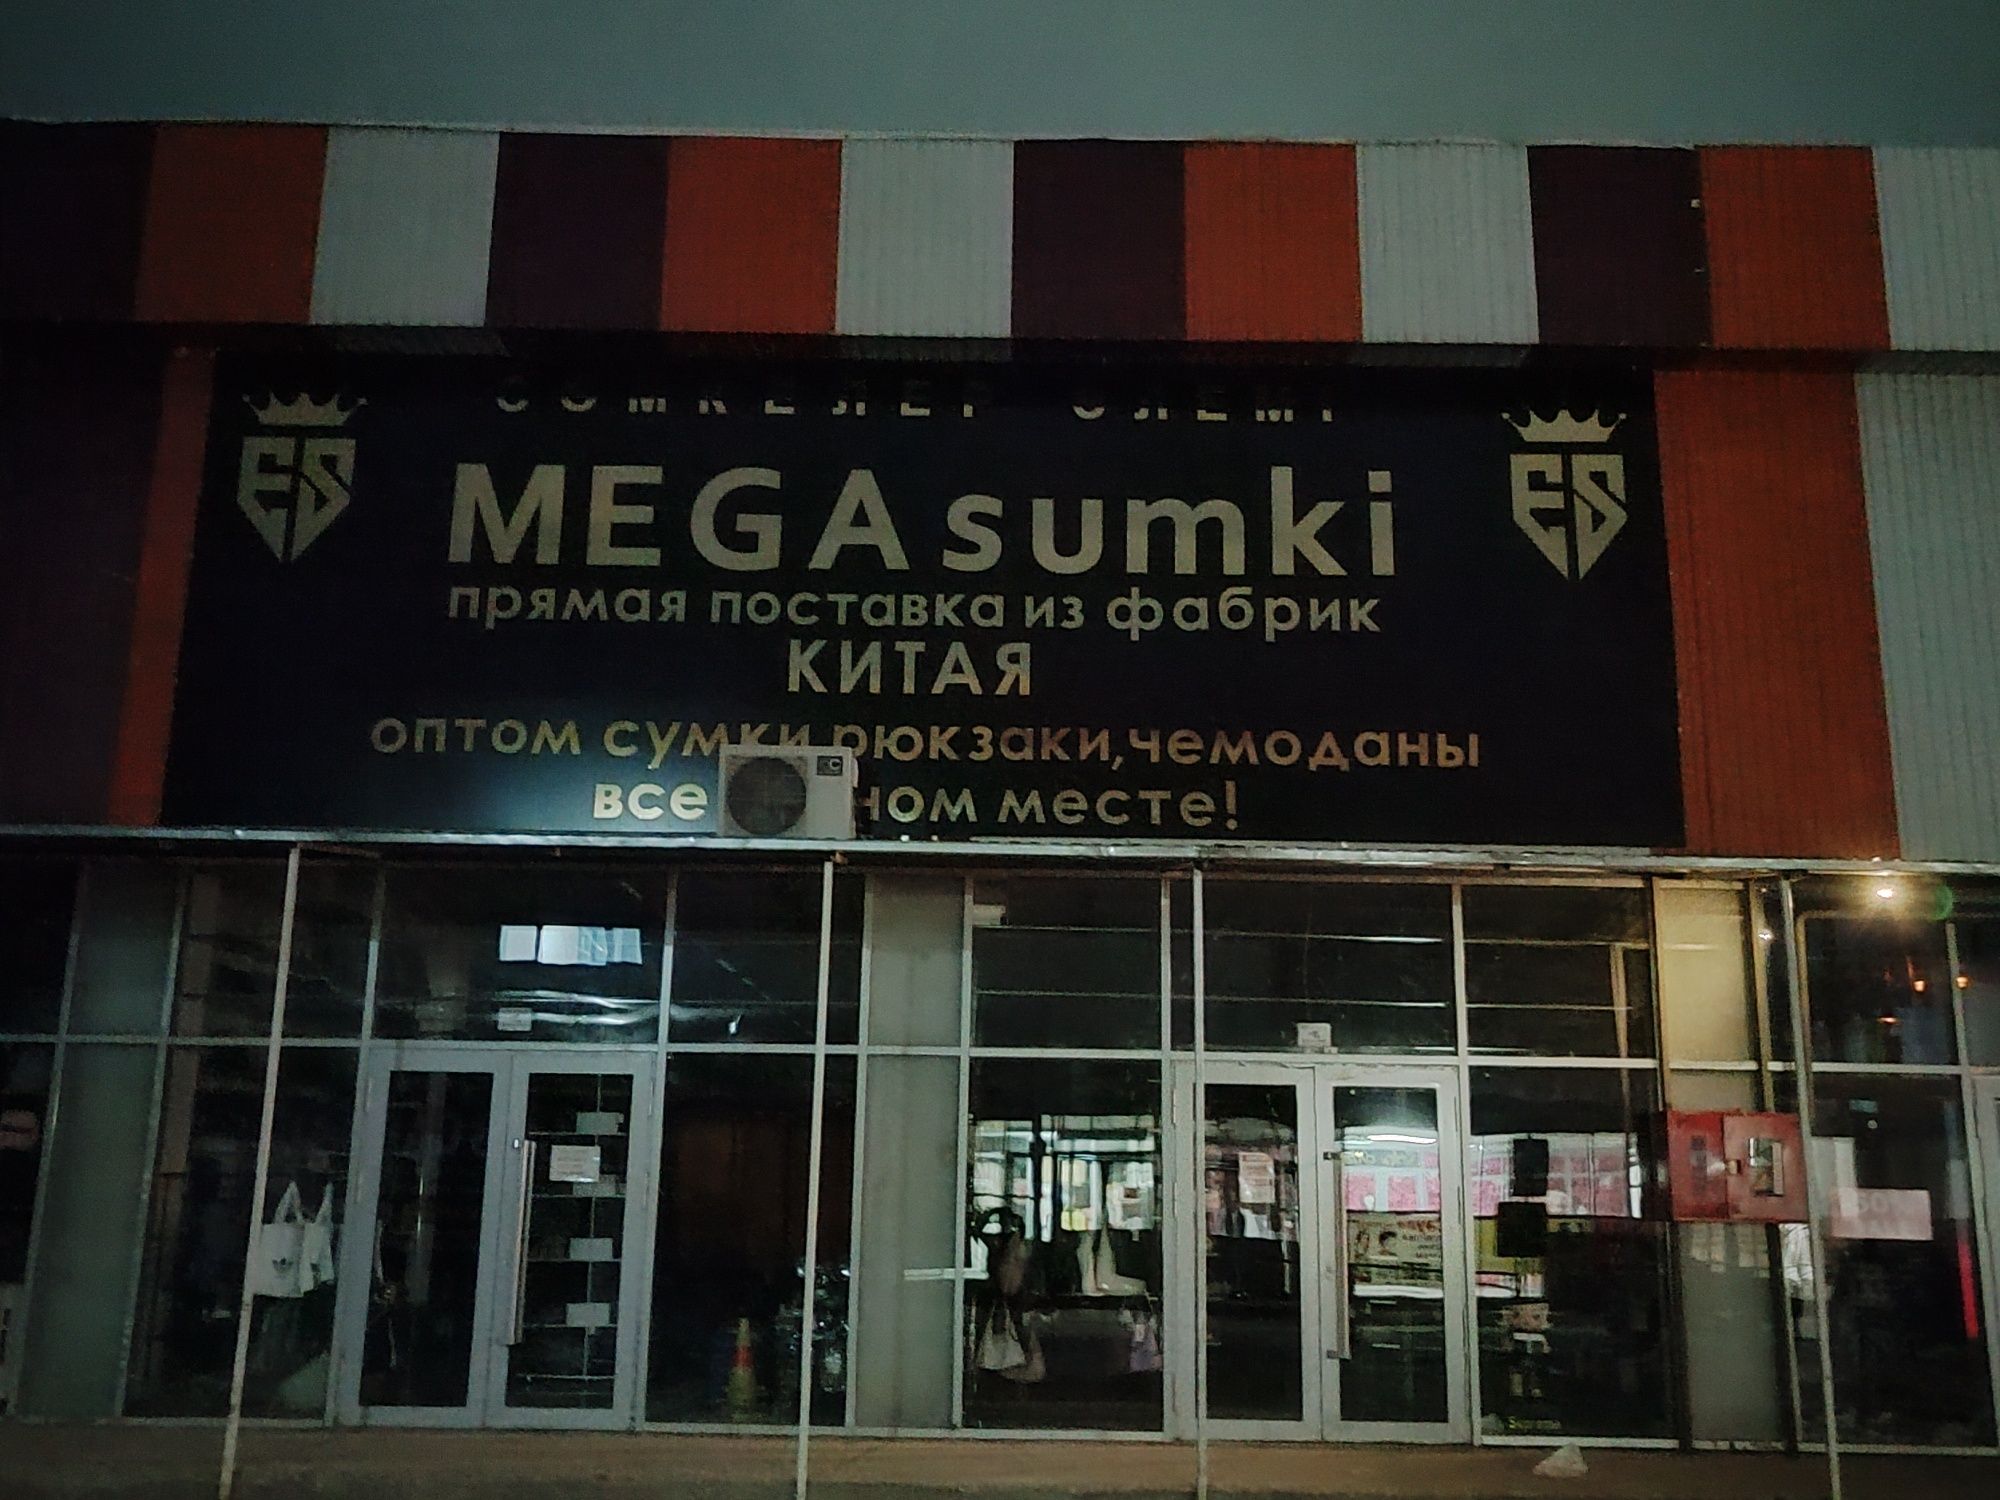 ES
ES
MEGAsumki
прямая поставка из фабрик
КИТАЯ
оптом сумки, рюкзаки, чемоданы
все ном месте!